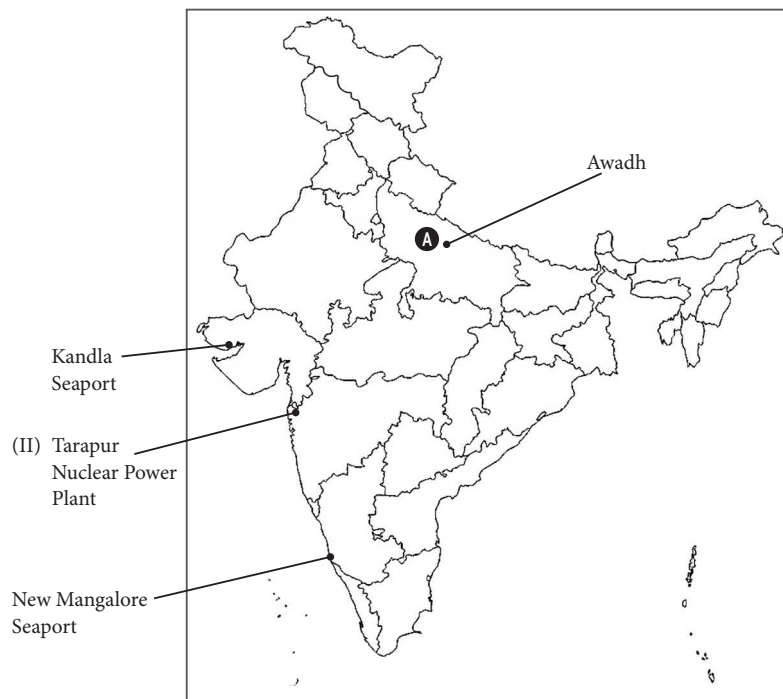 Awadh
A
Kandla
Seaport
(II) Tarapur
Nuclear Power
Plant
New Mangalore
Seaport